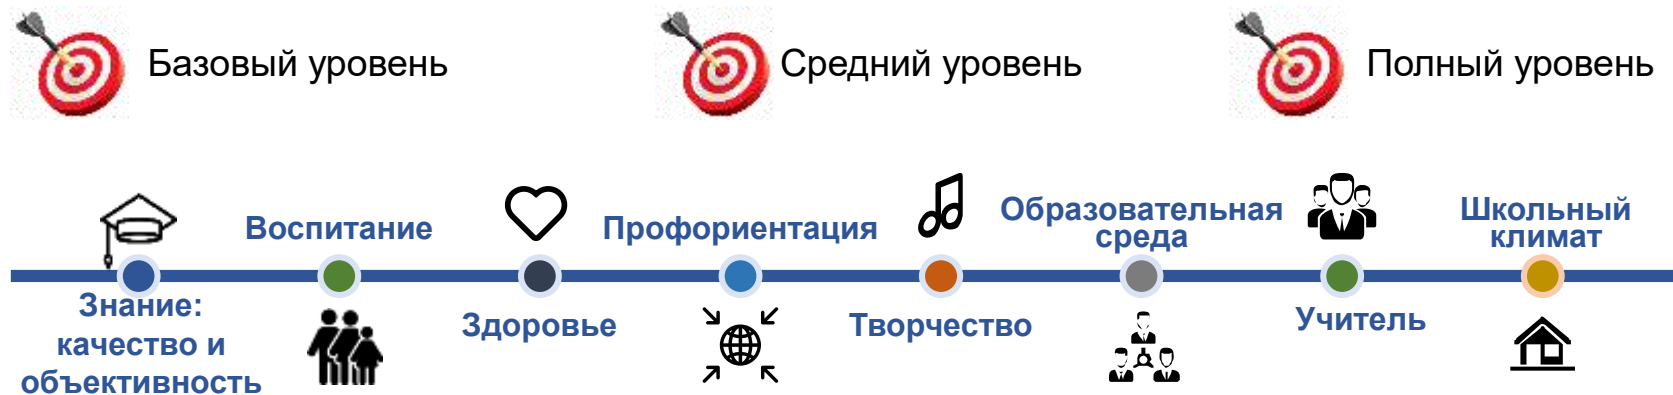 Базовый уровень
Средний уровень
Полный уровень
Знание:
качество и
объективность
Воспитание
Здоровье
Профориентация
Творчество
Образовательная
среда
Учитель
Школьный
климат